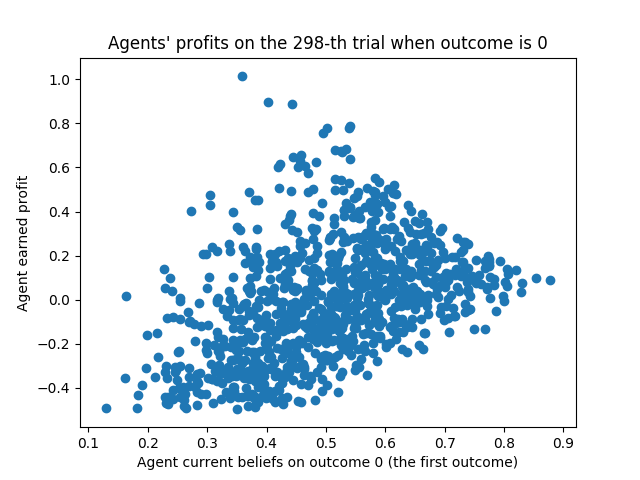 Agents' profits on the 298-th trial when outcome is 0
1.0
0.8
0.6
0.4
0.2
0.0
−0.2
−0.4
Agent earned profit
0.1 0.2 0.3 0.4 0.5 0.6 0.7 0.8 0.9
Agent current beliefs on outcome 0 (the first outcome)